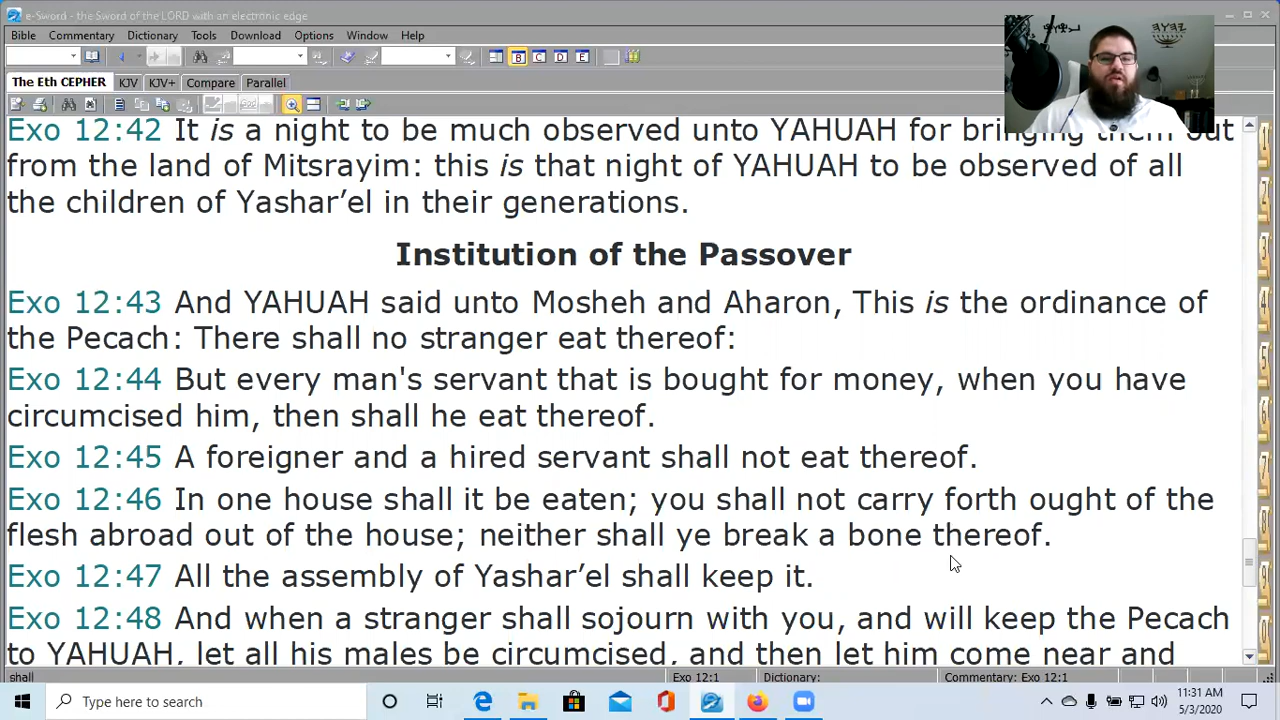 e-Sword - the Sword of the LORD with an electronic edge
Bible Commentary Dictionary Tools Download Options Window Help
B C D E
The Eth CEPHER KJV KJV+ Compare Parallel
Exo 12:42 It is a night to be much observed unto YAHUAH for bringing them out
from the land of Mitsrayim: this is that night of YAHUAH to be observed of all
the children of Yashar’el in their generations.
Institution of the Passover
Exo 12:43 And YAHUAH said unto Mosheh and Aharon, This is the ordinance of
the Pecach: There shall no stranger eat thereof:
Exo 12:44 But every man's servant that is bought for money, when you have
circumcised him, then shall he eat thereof.
Exo 12:45 A foreigner and a hired servant shall not eat thereof.
Exo 12:46 In one house shall it be eaten; you shall not carry forth ought of the
flesh abroad out of the house; neither shall ye break a bone thereof.
Exo 12:47 All the assembly of Yashar’el shall keep it.
Exo 12:48 And when a stranger shall sojourn with you, and will keep the Pecach
to YAHUAH, let all his males be circumcised, and then let him come near and
shall Exo 12:1 Dictionary: Commentary: Exo 12:1
Type here to search
11:31 AM
5/3/2020